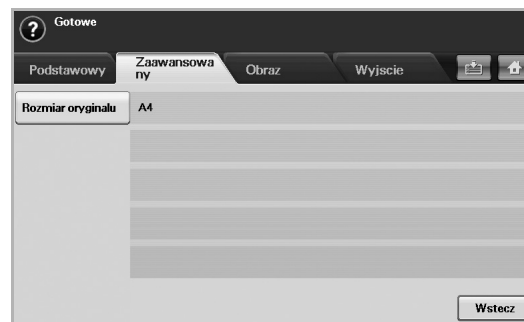 ? Gotowe
Podstawowy Zaawansowa
ny Obraz Wyjscie
Rozmiar oryginalu A4
Wstecz